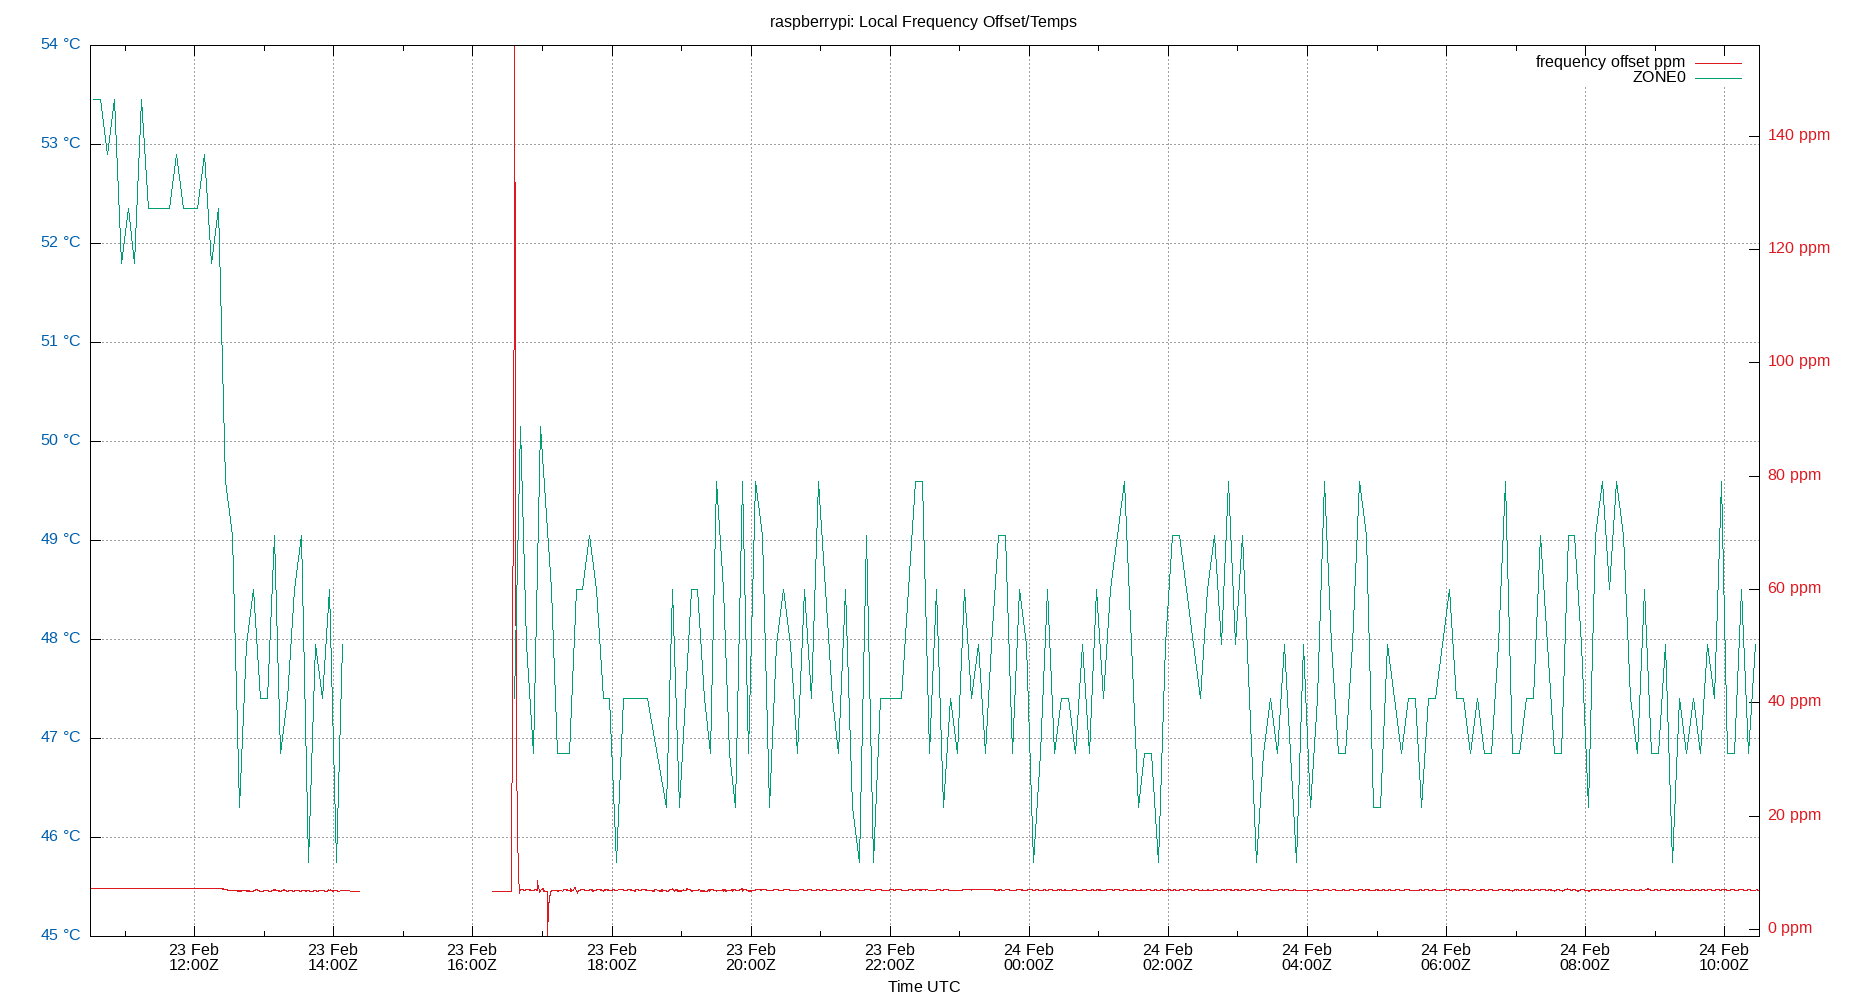 raspberrypi: Local Frequency Offset/Temps
frequency offset ppm
ZONE0
54 °C
53 °C
52 °C
51 °C
50 °C
49 °C
48 °C
47 °C
46 °C
45 °C
140 ppm
120 ppm
100 ppm
80 ppm
60 ppm
40 ppm
20 ppm
0 ppm
23 Feb
12:00Z
23 Feb
14:00Z
23 Feb
16:00Z
23 Feb
18:00Z
23 Feb
20:00Z
23 Feb
22:00Z
24 Feb
00:00Z
24 Feb
02:00Z
24 Feb
04:00Z
24 Feb
06:00Z
24 Feb
08:00Z
24 Feb
10:00Z
Time UTC